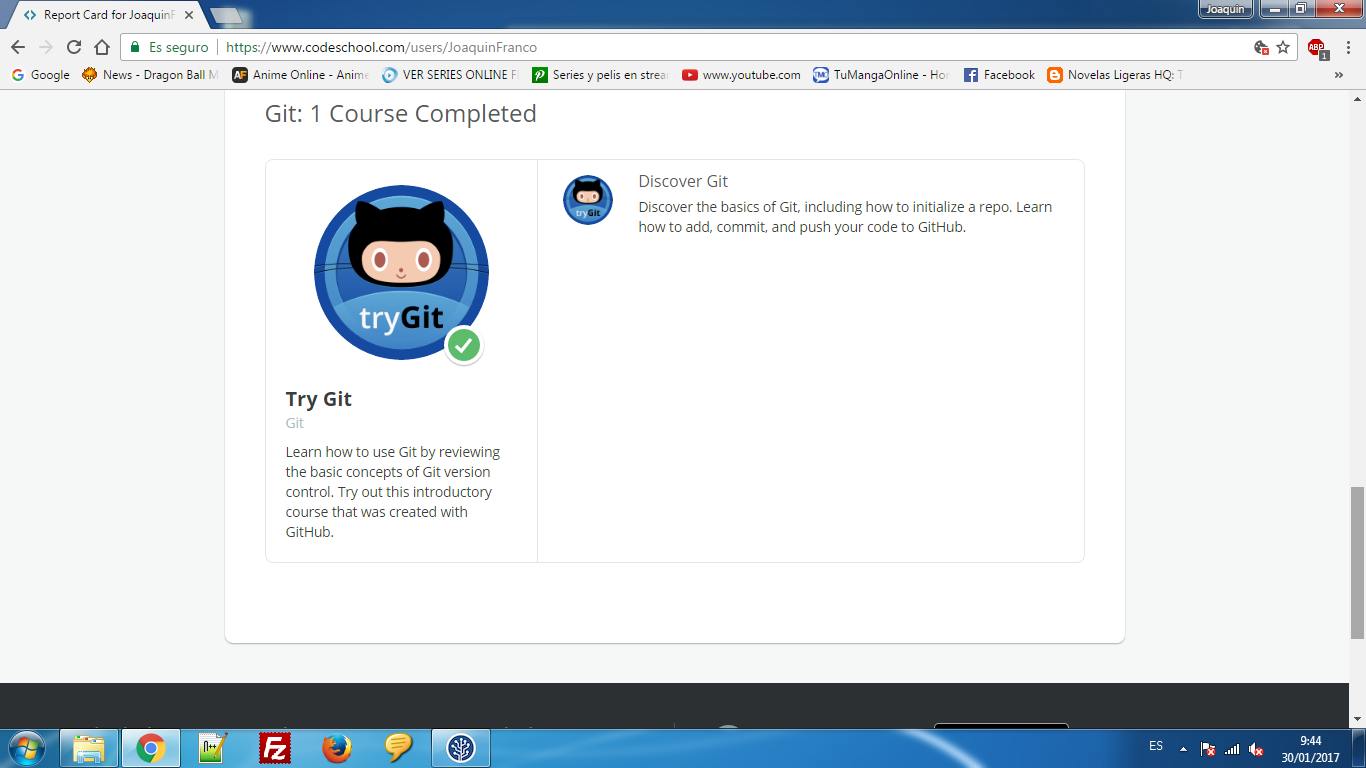 Report Card for JoaquinF
Joaquin
Es seguro
https://www.codeschool.com/users/JoaquinFranco
ABP
1
Google
News - Dragon Ball M
AF
Anime Online - Anime
VER SERIES ONLINE F
Series y pelis en strea
www.youtube.com
TMO
TuMangaOnline - Hor
Facebook
Novelas Ligeras HQ: T
»
Git: 1 Course Completed
tryGit
Try Git
Git
Learn how to use Git by reviewing
the basic concepts of Git version
control. Try out this introductory
course that was created with
GitHub.
tryGit
Discover Git
Discover the basics of Git, including how to initialize a repo. Learn
how to add, commit, and push your code to GitHub.
N++
Fz
ES
9:44
30/01/2017